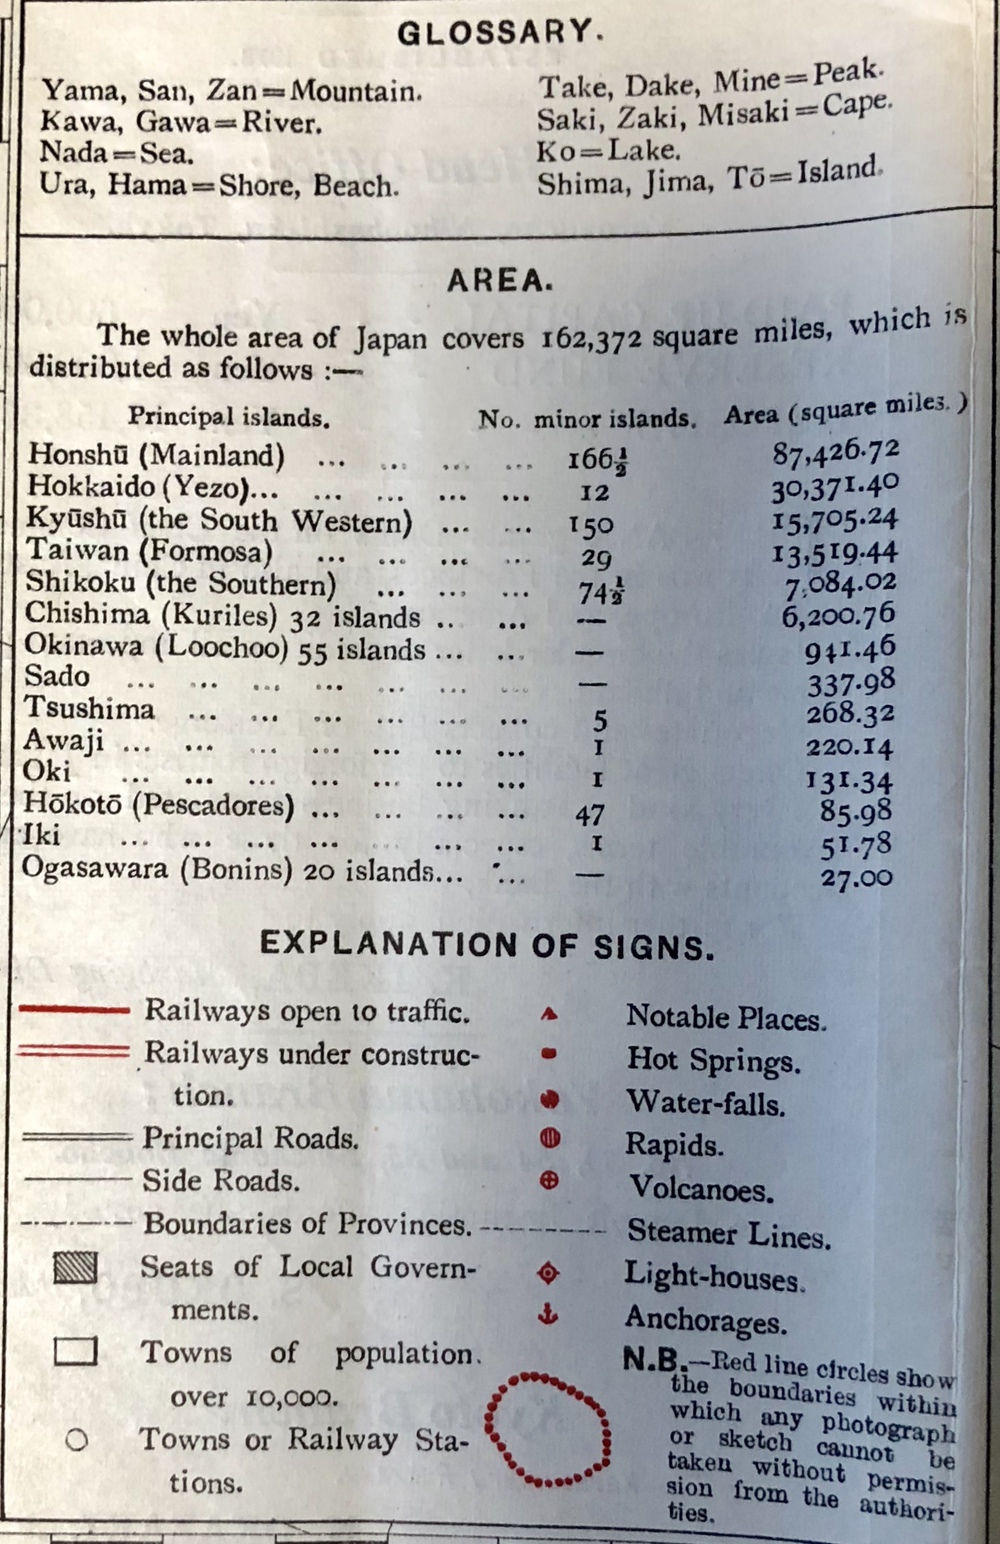 GLOSSARY.
Yama, San, Zan=Mountain.
Kawa, Gawa=River.
Nada=Sea.
Ura, Hama=Shore, Beach.
Take, Dake, Mine=Peak.
Saki, Zaki, Misaki=Cape.
Ko=Lake.
Shima, Jima, Tō=Island.
AREA.
The whole area of Japan covers 162,372 square miles, which is
distributed as follows :—
Principal islands. No. minor islands. Area (square miles.)
Honshū (Mainland) ... ... ... ... 166½ 87,426.72
Hokkaido (Yezo)... ... ... ... ... 12 30,371.40
Kyūshū (the South Western) ... ... 150 15,705.24
Taiwan (Formosa) ... ... ... ... 29 13,519.44
Shikoku (the Southern) ... ... ... 74½ 7,084.02
Chishima (Kuriles) 32 islands .. ... — 6,200.76
Okinawa (Loochoo) 55 islands ... ... — 941.46
Sado ... ... ... ... ... ... ... — 337.98
Tsushima ... ... ... ... ... ... 5 268.32
Awaji ... ... ... ... ... ... ... 1 220.14
Oki ... ... ... ... ... ... ... 1 131.34
Hōkotō (Pescadores) ... ... ... ... 47 85.98
Iki ... ... ... ... ... ... ... 1 51.78
Ogasawara (Bonins) 20 islands... ... — 27.00
EXPLANATION OF SIGNS.
Railways open to traffic.
Railways under construc-
tion.
Principal Roads.
Side Roads.
Boundaries of Provinces.
Seats of Local Govern-
ments.
Towns of population.
over 10,000.
Towns or Railway Sta-
tions.
Notable Places.
Hot Springs.
Water-falls.
Rapids.
Volcanoes.
Steamer Lines.
Light-houses.
Anchorages.
N.B.—Red line circles show
the boundaries within
which any photograph
or sketch cannot be
taken without permis-
sion from the authori-
ties.